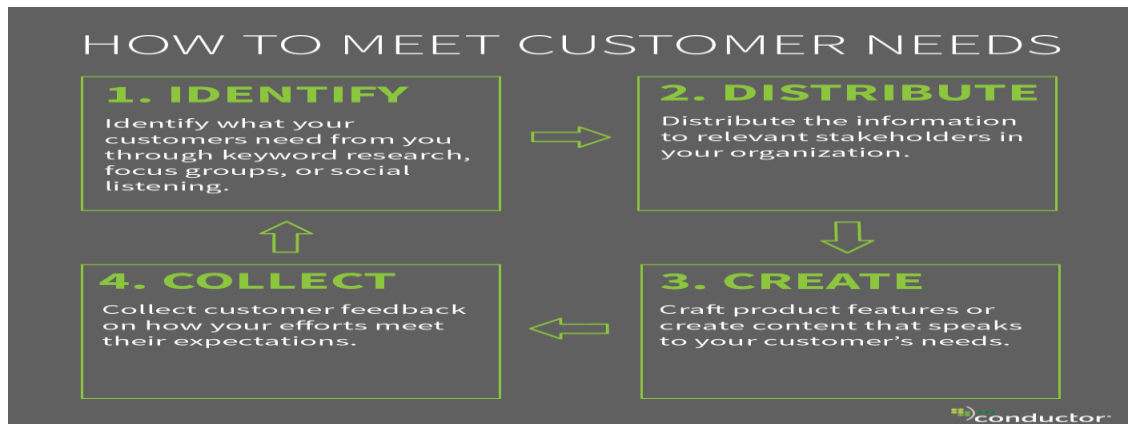 HOW TO MEET CUSTOMER NEEDS
1. IDENTIFY
Identify what your
customers need from you
through keyword research,
focus groups, or social
listening.
2. DISTRIBUTE
Distribute the information
to relevant stakeholders in
your organization.
3. CREATE
Craft product features or
create content that speaks
to your customer's needs.
4. COLLECT
Collect customer feedback
on how your efforts meet
their expectations.
conductor